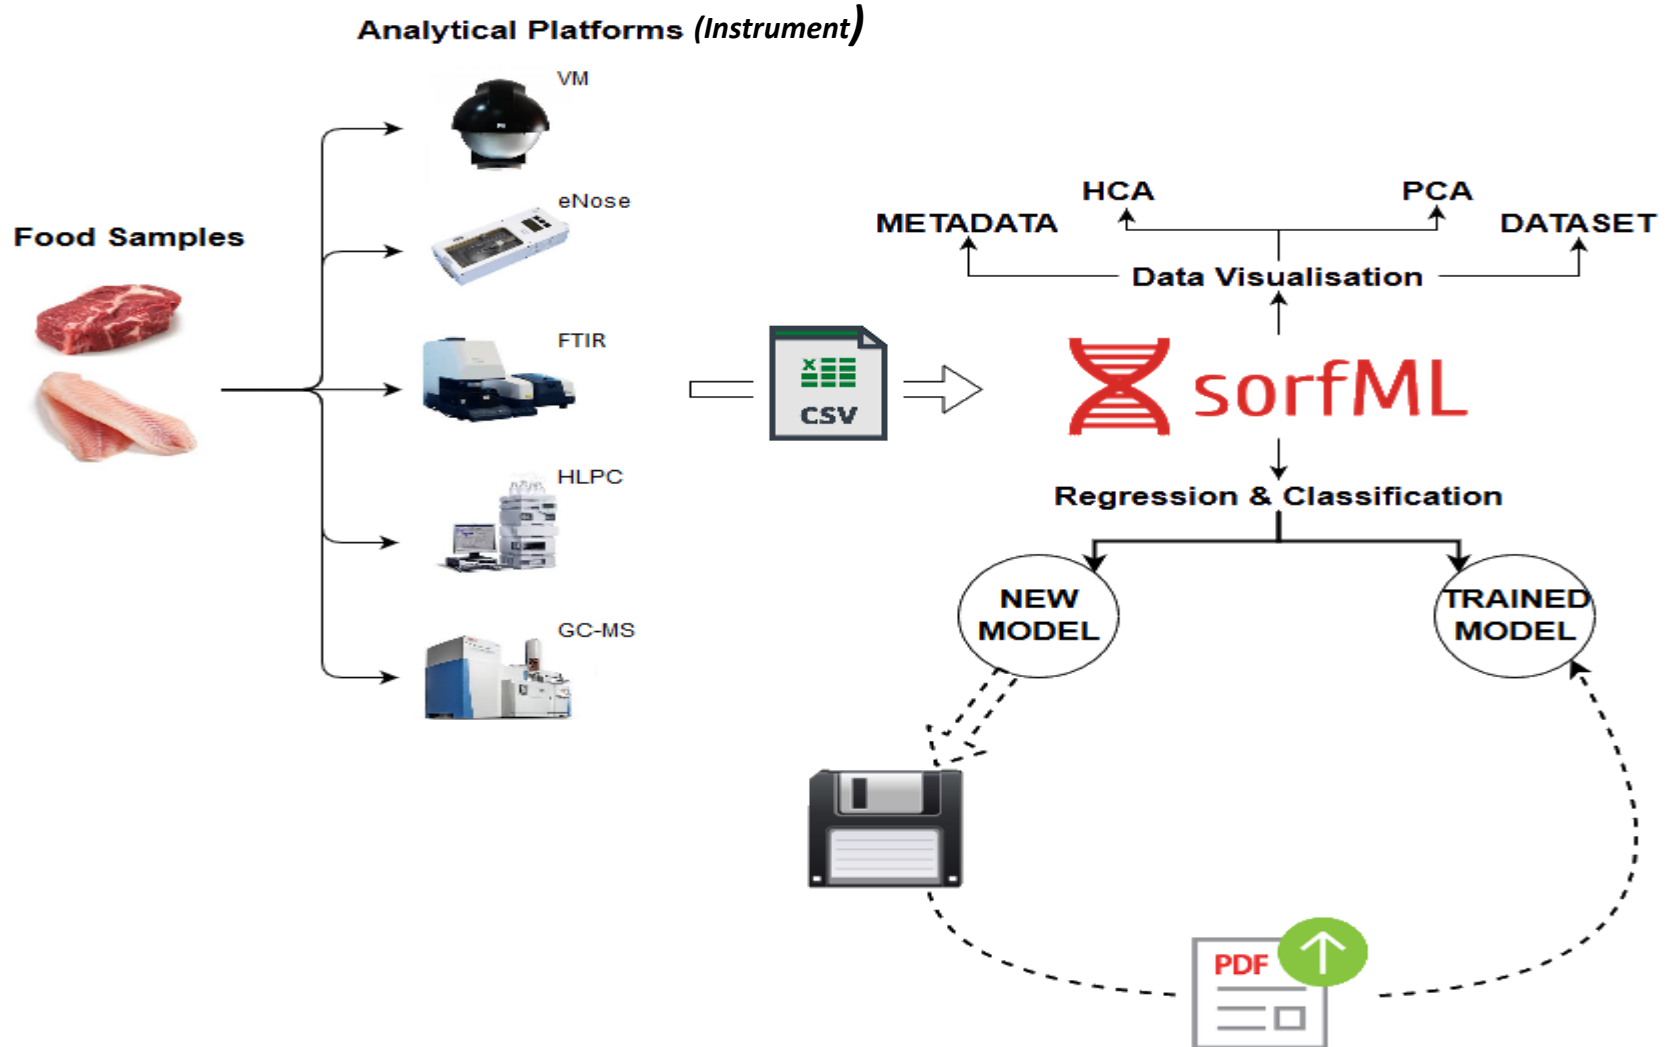 Analytical Platforms (Instrument)
VM
eNose
Food Samples
FTIR
HLPC
GC-MS
CSV
HCA
PCA
METADATA
DATASET
Data Visualisation
sorfML
Regression & Classification
NEW
MODEL
TRAINED
MODEL
PDF